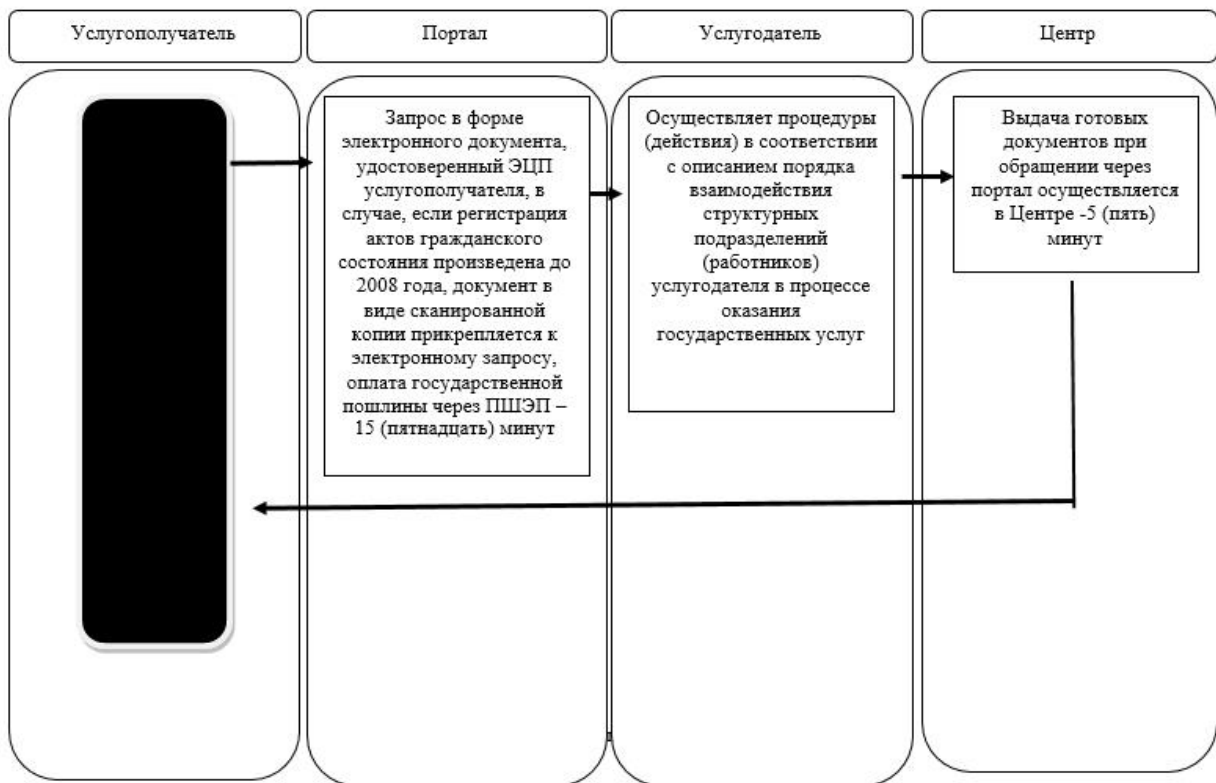 Услугополучатель
Портал
Услугодатель
Центр
Запрос в форме
электронного документа,
удостоверенный ЭЦП
услугополучателя, в
случае, если регистрация
актов гражданского
состояния произведена до
2008 года, документ в
виде сканированной
копии прикрепляется к
электронному запросу,
оплата государственной
пошлины через ПШЭП –
15 (пятнадцать) минут
Осуществляет процедуры
(действия) в соответствии
с описанием порядка
взаимодействия
структурных
подразделений
(работников)
услугодателя в процессе
оказания
государственных услуг
Выдача готовых
документов при
обращении через
портал осуществляется
в Центре -5 (пять)
минут